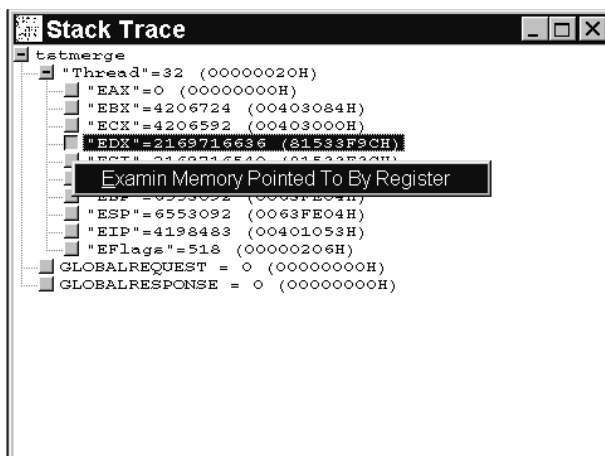 Stack Trace
tstmerge
"Thread"=32 (00000020H)
"EAX"=0 (00000000H)
"EBX"=4206724 (00403084H)
"ECX"=4206592 (00403000H)
"EDX"=2169716636 (81533F9CH)
Examin Memory Pointed To By Register
"ESP"=6553092 (0063FE04H)
"EIP"=4198483 (00401053H)
"EFlags"=518 (00000206H)
GLOBALREQUEST = 0 (00000000H)
GLOBALRESPONSE = 0 (00000000H)